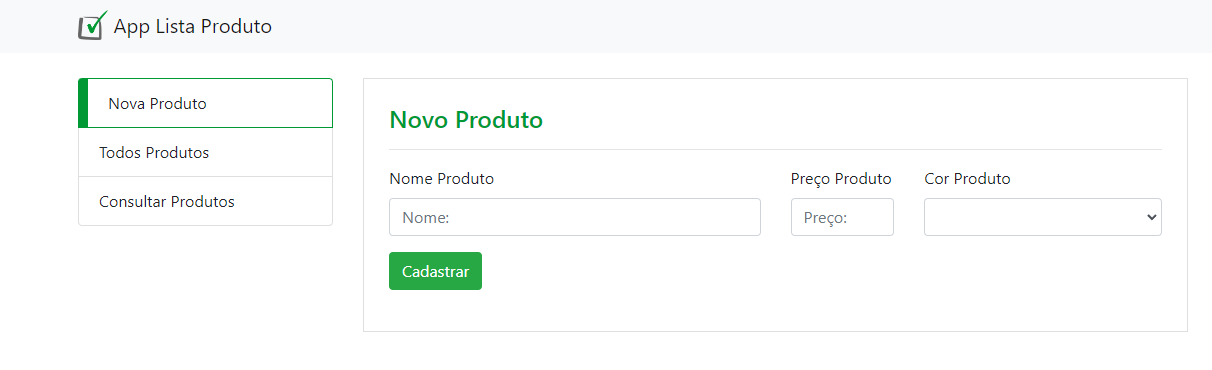 App Lista Produto
Nova Produto
Todos Produtos
Consultar Produtos
Novo Produto
Nome Produto
Preço Produto
Cor Produto
Nome:
Preço:
Cadastrar